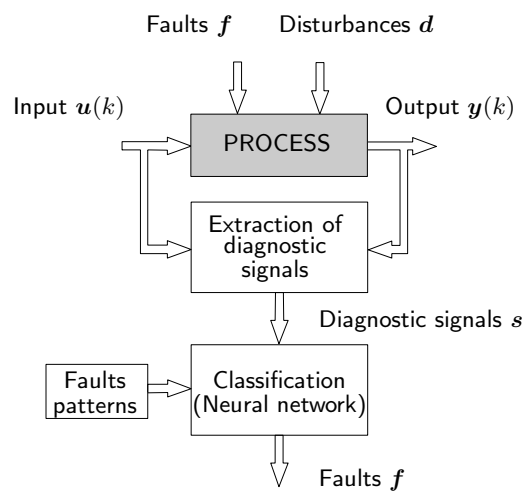 Faults f
Disturbances d
Input u(k)
Output y(k)
PROCESS
Extraction of
diagnostic
signals
Diagnostic signals s
Faults
patterns
Classification
(Neural network)
Faults f